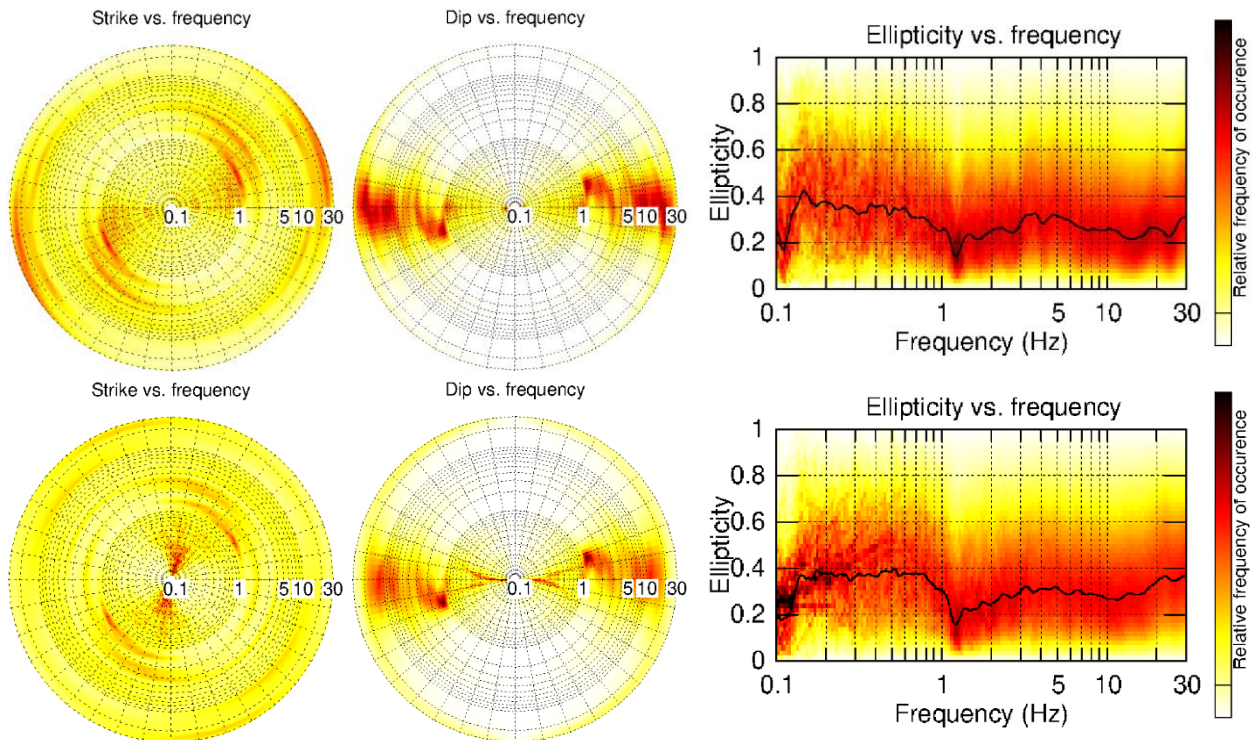 Strike vs. frequency
0.1 1 5 10 30
Dip vs. frequency
0.1 1 5 10 30
Ellipticity vs. frequency
Ellipticity
1
0.8
0.6
0.4
0.2
0
0.1 1 5 10 30
Frequency (Hz)
Relative frequency of occurence
Strike vs. frequency
0.1 1 5 10 30
Dip vs. frequency
0.1 1 5 10 30
Ellipticity vs. frequency
Ellipticity
1
0.8
0.6
0.4
0.2
0
0.1 1 5 10 30
Frequency (Hz)
Relative frequency of occurence